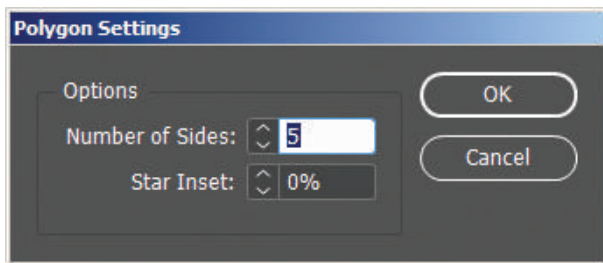 Polygon Settings
Options
Number of Sides: 5
Star Inset: 0%
OK
Cancel